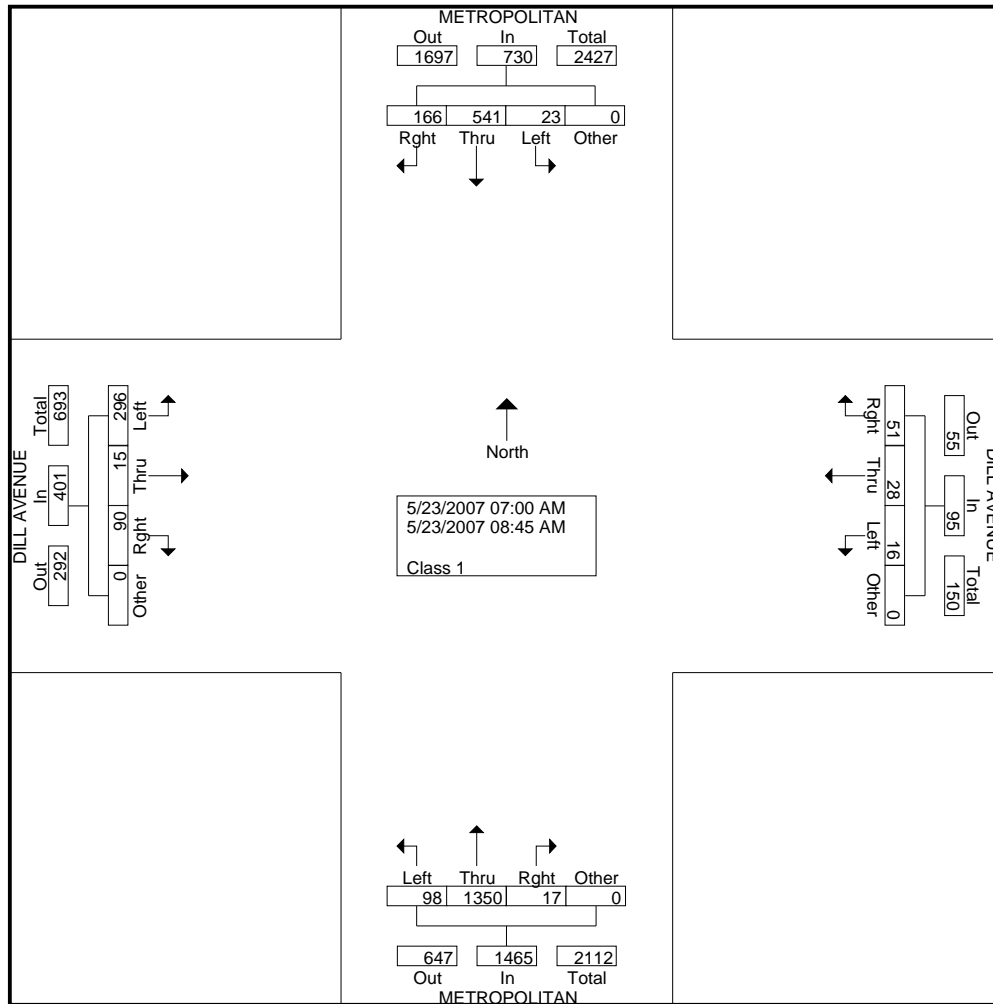 METROPOLITAN
Out In Total
1697 730 2427
166 541 23 0
Rght Thru Left Other
DILL AVENUE
Total In Out
693 401 292
296 15 90 0
Left Thru Rght Other
North
5/23/2007 07:00 AM
5/23/2007 08:45 AM
Class 1
Rght Thru Left Other
51 28 16 0
55 95 150
Out In Total
DILL AVENUE
Left Thru Rght Other
98 1350 17 0
647 1465 2112
Out In Total
METROPOLITAN